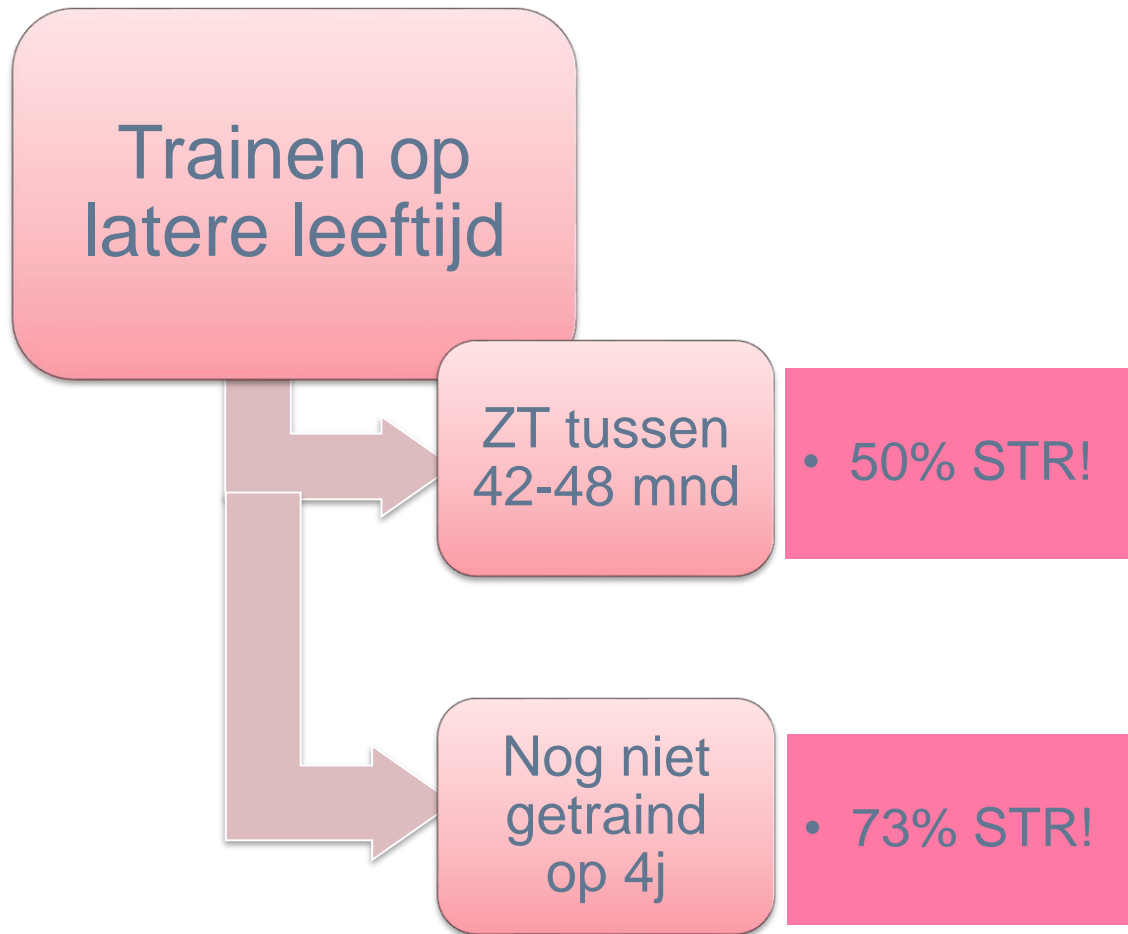 Trainen op
latere leeftijd
ZT tussen
42-48 mnd
• 50% STR!
Nog niet
getraind
op 4j
• 73% STR!